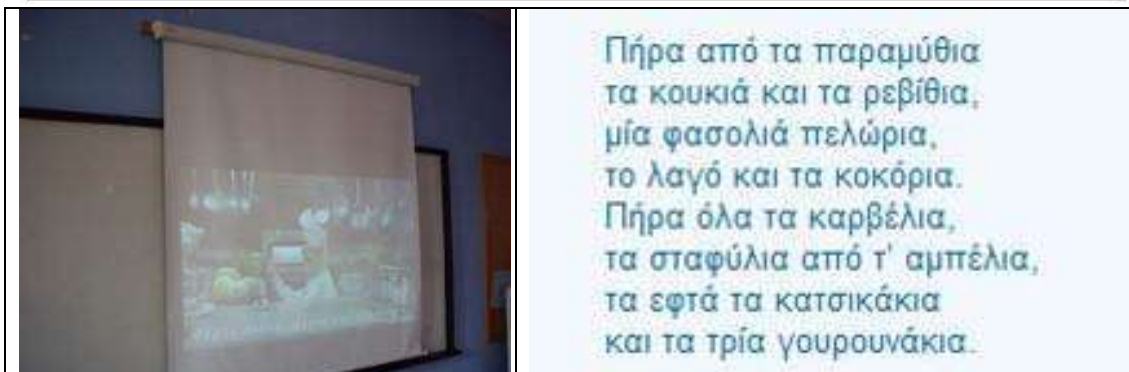 Πήρα από τα παραμύθια
τα κουκιά και τα ρεβίθια,
μία φασολιά πελώρια,
το λαγό και τα κοκόρια.
Πήρα όλα τα καρβέλια,
τα σταφύλια από τ' αμπέλια,
τα εφτά τα κατσικάκια
και τα τρία γουρουνάκια.